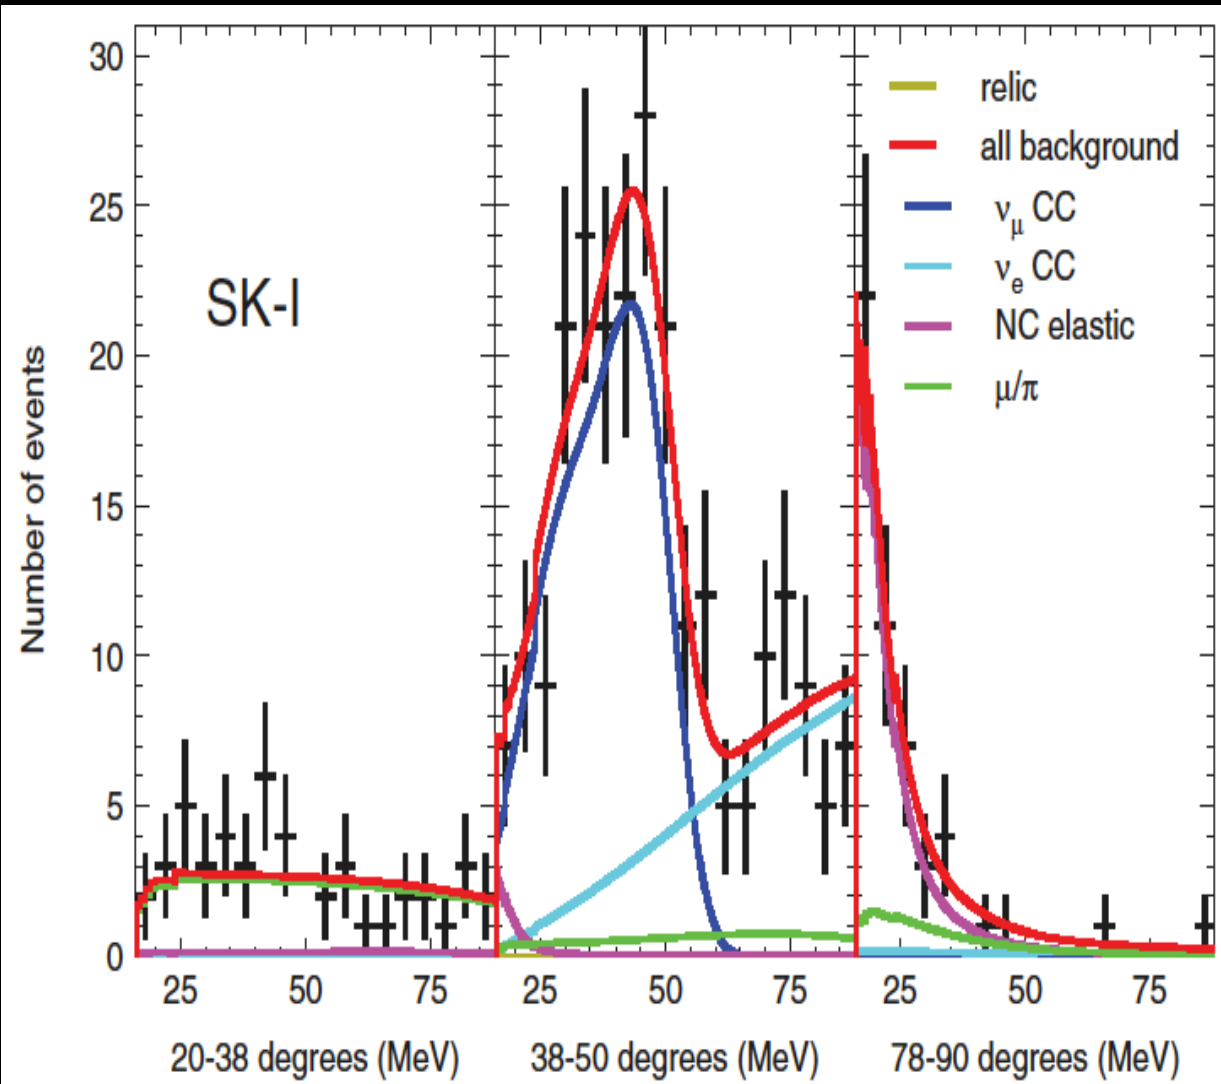 30
25
20
15
10
5
0
Number of events
SK-I
relic
all background
νμ CC
νe CC
NC elastic
μ/π
25 50 75 25 50 75 25 50 75
20-38 degrees (MeV) 38-50 degrees (MeV) 78-90 degrees (MeV)